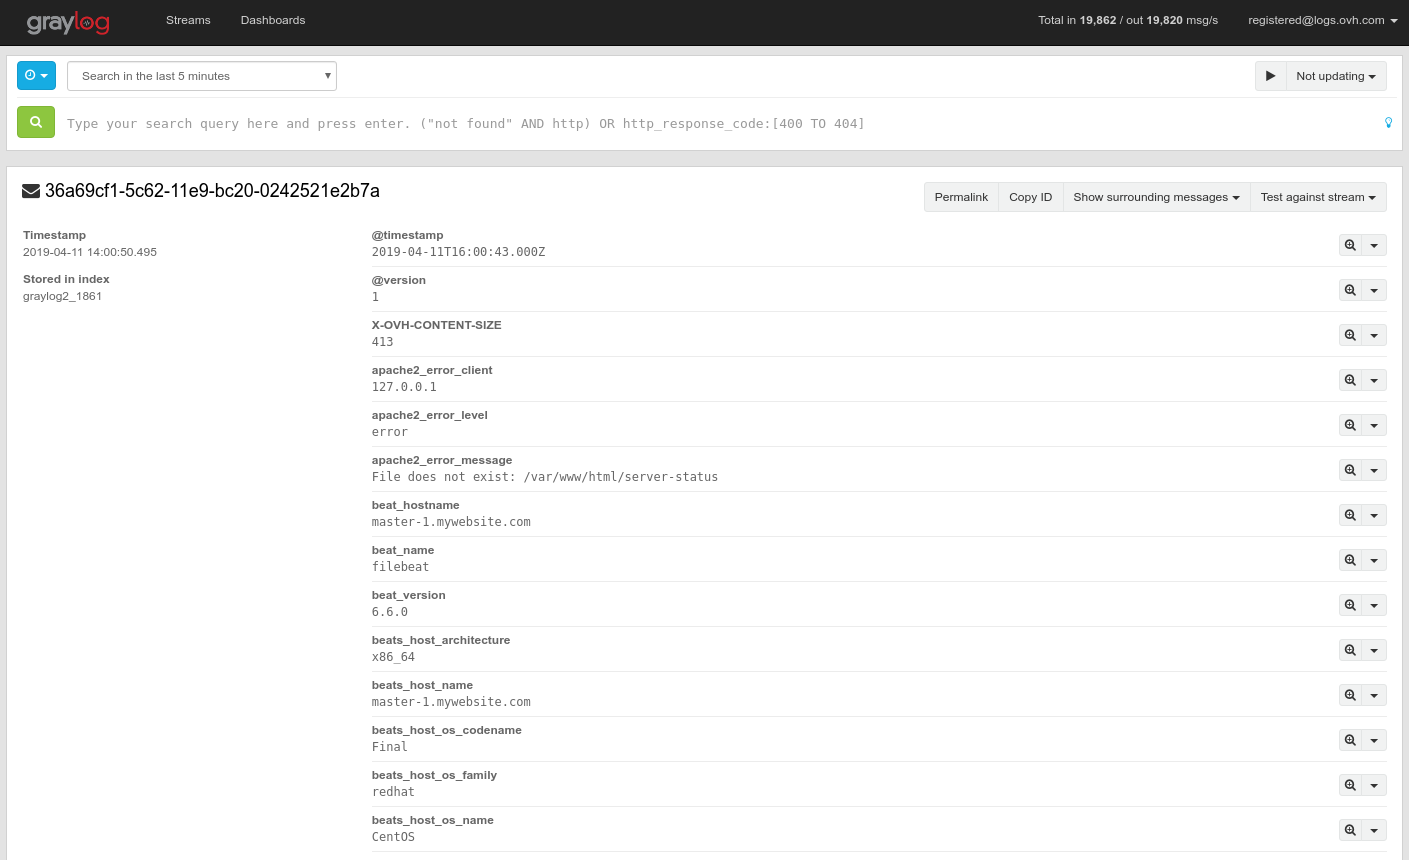 graylog
Streams
Dashboards
Total in 19,862 / out 19,820 msg/s
registered@logs.ovh.com
Search in the last 5 minutes
Not updating
Type your search query here and press enter. ("not found" AND http) OR http_response_code:[400 TO 404]
36a69cf1-5c62-11e9-bc20-0242521e2b7a
Permalink
Copy ID
Show surrounding messages
Test against stream
Timestamp
2019-04-11 14:00:50.495
Stored in index
graylog2_1861
@timestamp
2019-04-11T16:00:43.000Z
@version
1
X-OVH-CONTENT-SIZE
413
apache2_error_client
127.0.0.1
apache2_error_level
error
apache2_error_message
File does not exist: /var/www/html/server-status
beat_hostname
master-1.mywebsite.com
beat_name
filebeat
beat_version
6.6.0
beats_host_architecture
x86_64
beats_host_name
master-1.mywebsite.com
beats_host_os_codename
Final
beats_host_os_family
redhat
beats_host_os_name
CentOS